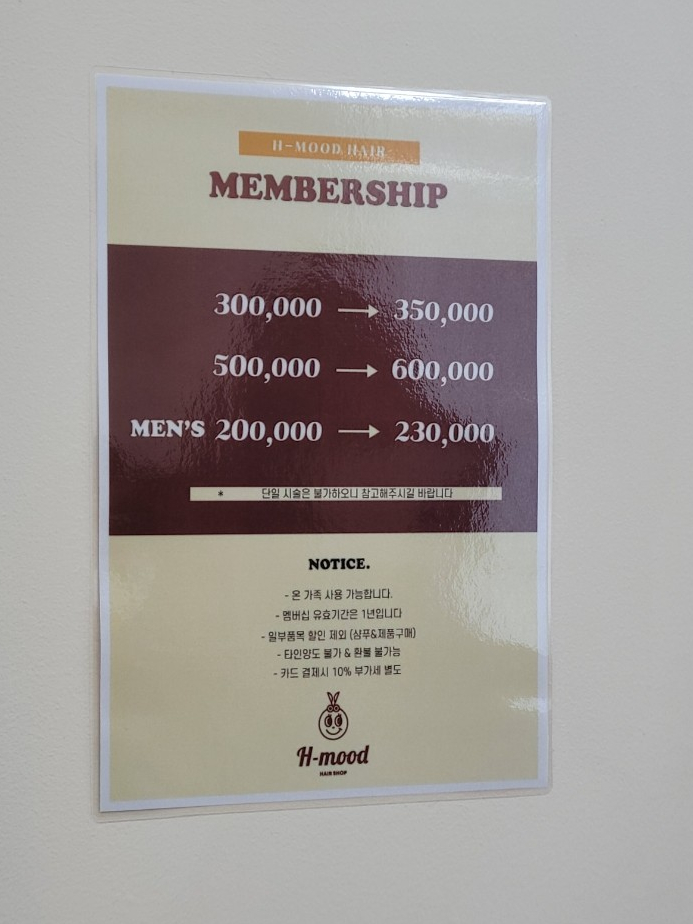 H-MOOD HAIR
MEMBERSHIP
300,000 → 350,000
500,000 → 600,000
MEN'S 200,000 → 230,000
* 단일 시술은 불가하오니 참고해주시길 바랍니다
NOTICE.
- 온 가족 사용 가능합니다.
- 멤버십 유효기간은 1년입니다
- 일부품목 할인 제외 (샴푸&제품구매)
- 타인양도 불가 & 환불 불가능
- 카드 결제시 10% 부가세 별도
H-mood
HAIR SHOP